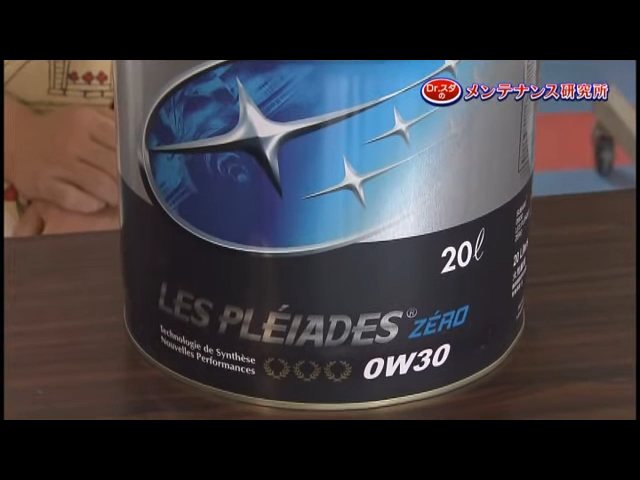 Dr.スダの
メンテナンス研究所
20ℓ
LES PLÉIADES® ZÉRO
Technologie de Synthèse
Nouvelles Performances
0W30